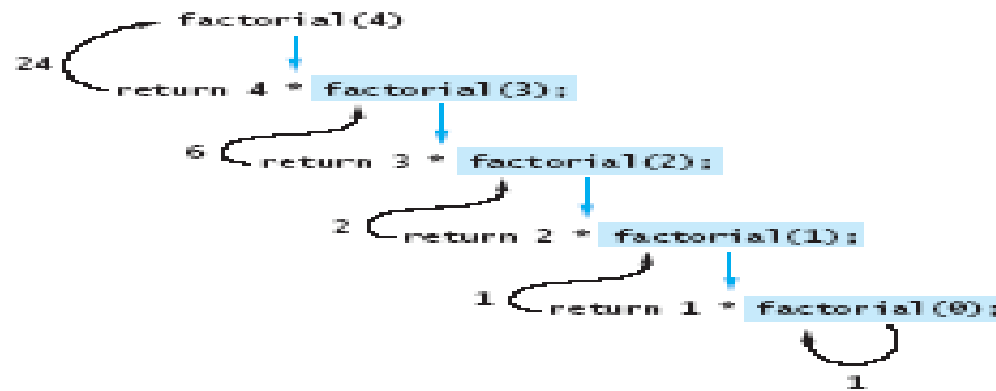 factorial(4)
24
return 4 * factorial(3);
6
return 3 * factorial(2);
2
return 2 * factorial(1);
1
return 1 * factorial(0);
1